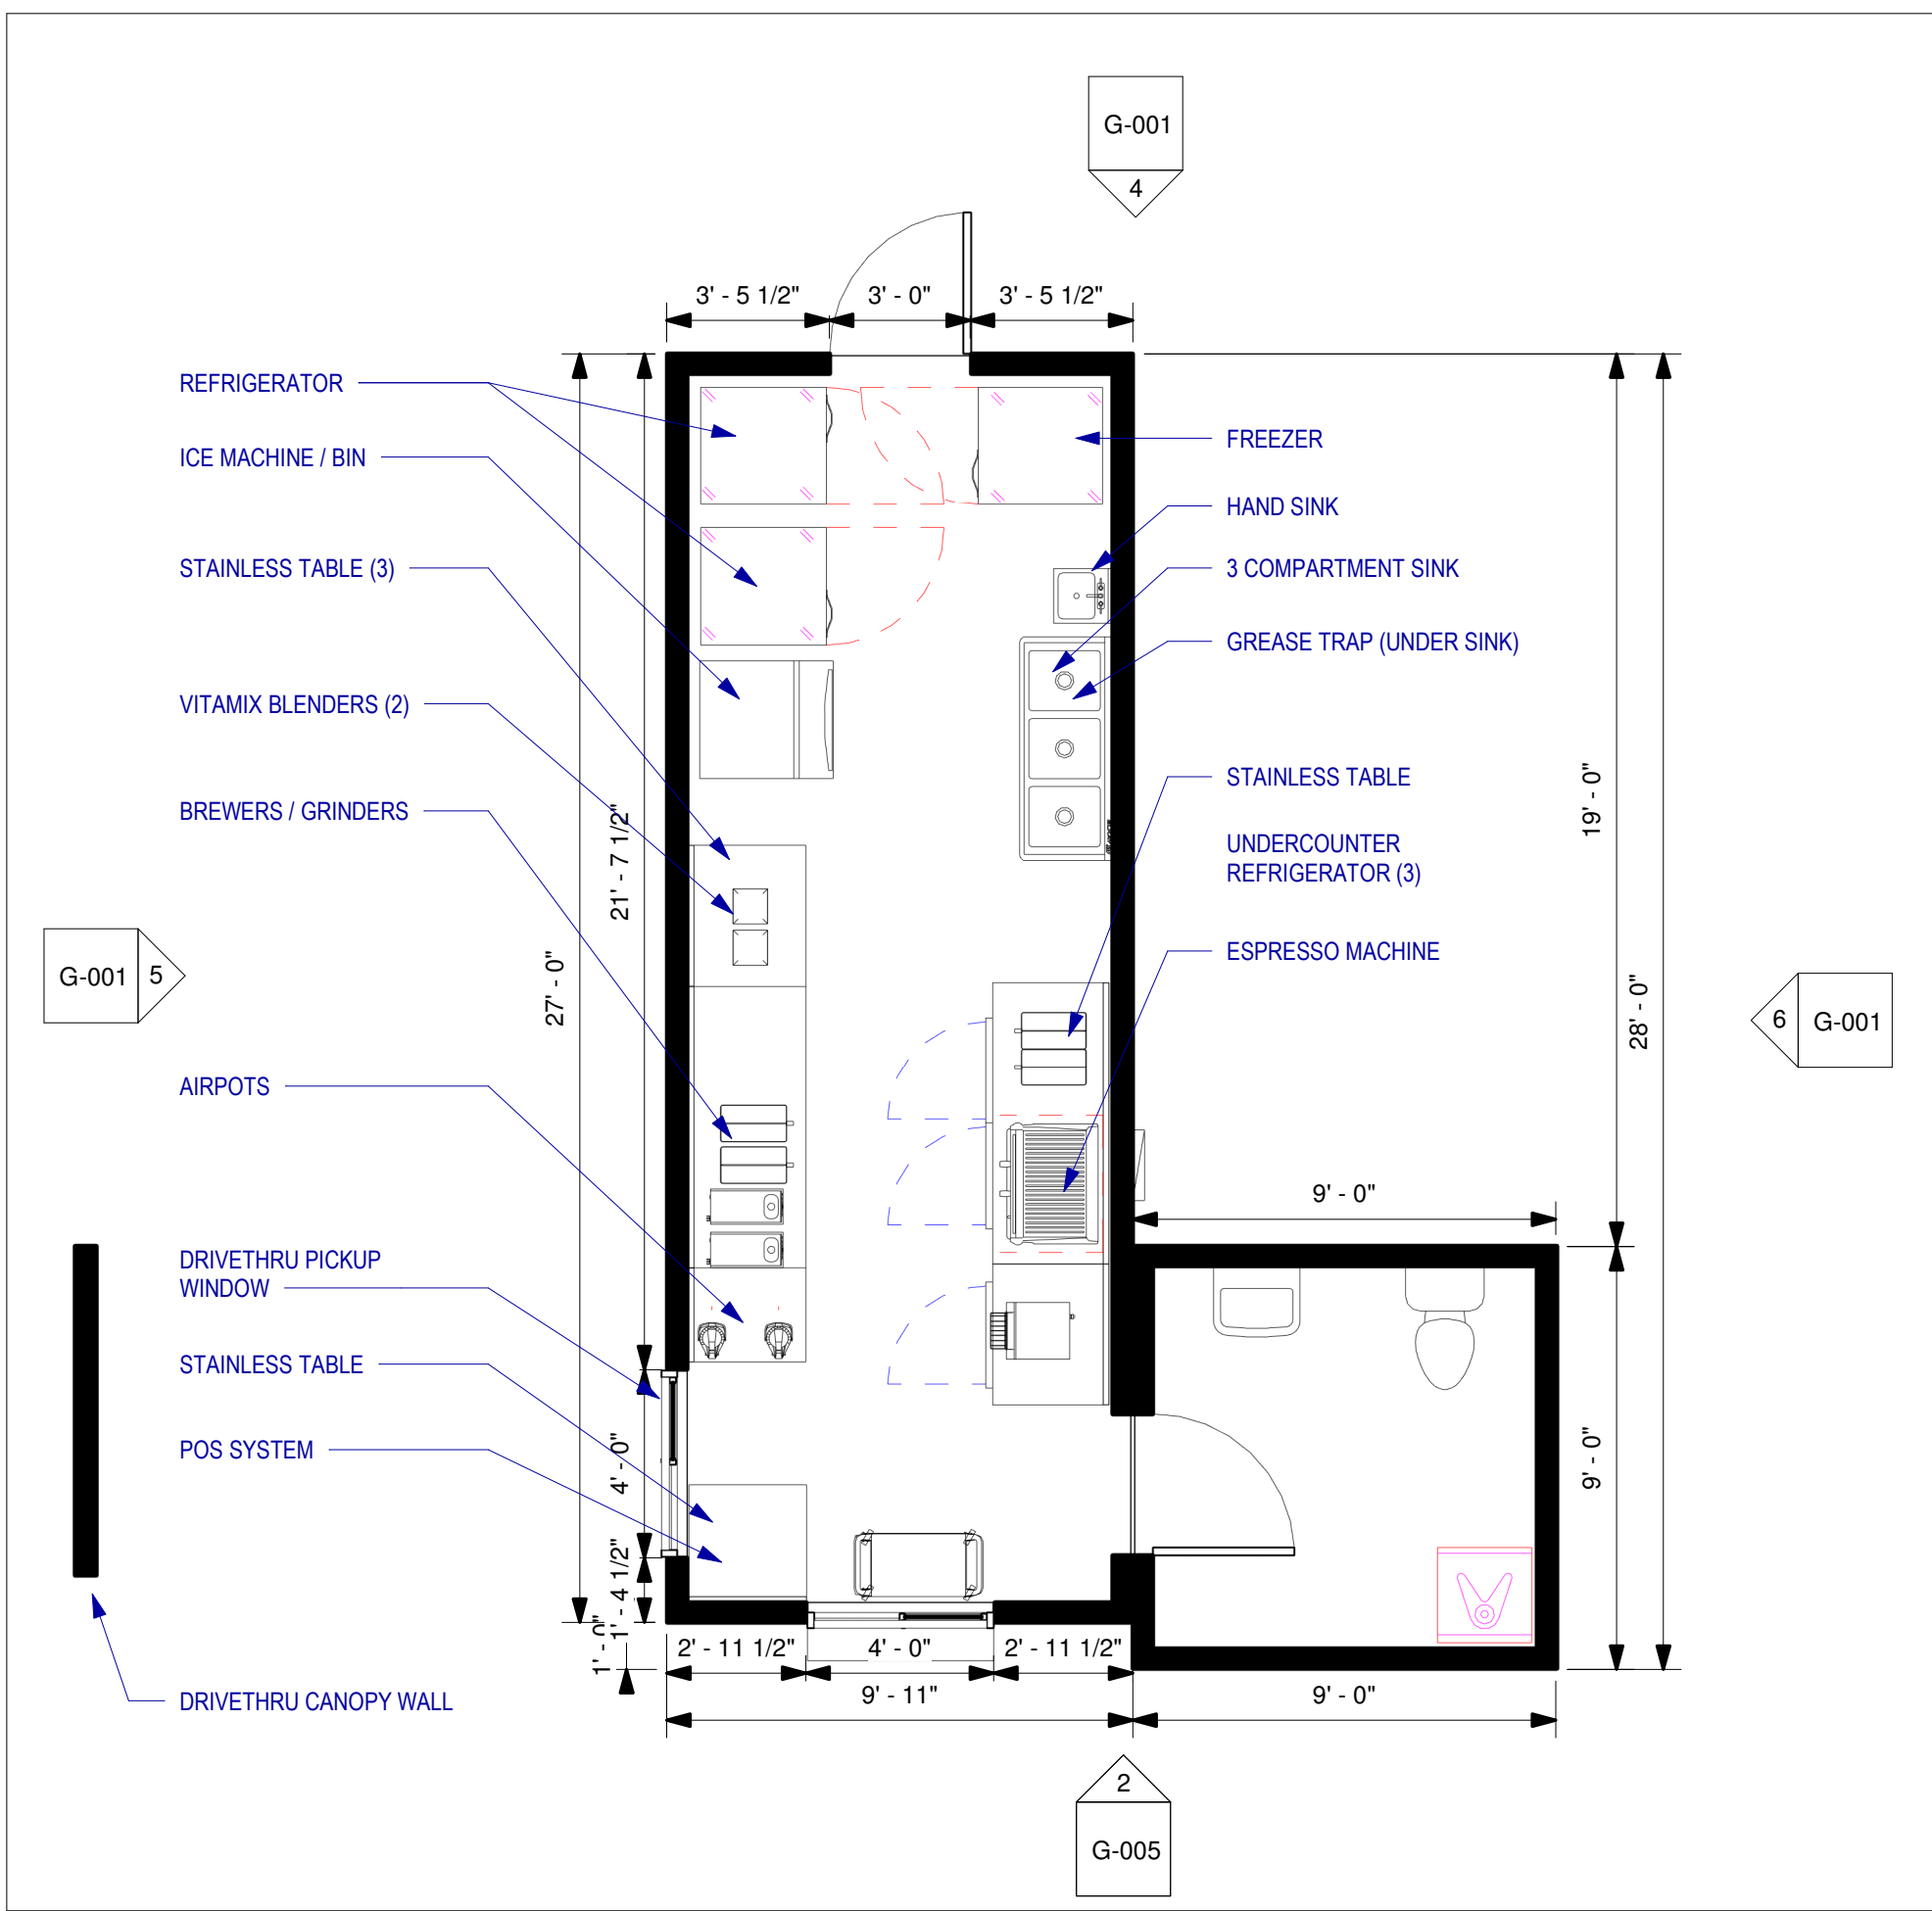 G-001
4
3' - 5 1/2"
3' - 0"
3' - 5 1/2"
REFRIGERATOR
ICE MACHINE / BIN
STAINLESS TABLE (3)
VITAMIX BLENDERS (2)
BREWERS / GRINDERS
AIRPOTS
DRIVETHRU PICKUP
WINDOW
STAINLESS TABLE
POS SYSTEM
DRIVETHRU CANOPY WALL
FREEZER
HAND SINK
3 COMPARTMENT SINK
GREASE TRAP (UNDER SINK)
STAINLESS TABLE
UNDERCOUNTER
REFRIGERATOR (3)
ESPRESSO MACHINE
G-001
5
6
G-001
27' - 0"
21' - 7 1/2"
4' - 0"
1' - 4 1/2"
1' - 0"
19' - 0"
28' - 0"
9' - 0"
9' - 0"
2' - 11 1/2"
4' - 0"
2' - 11 1/2"
9' - 11"
9' - 0"
2
G-005